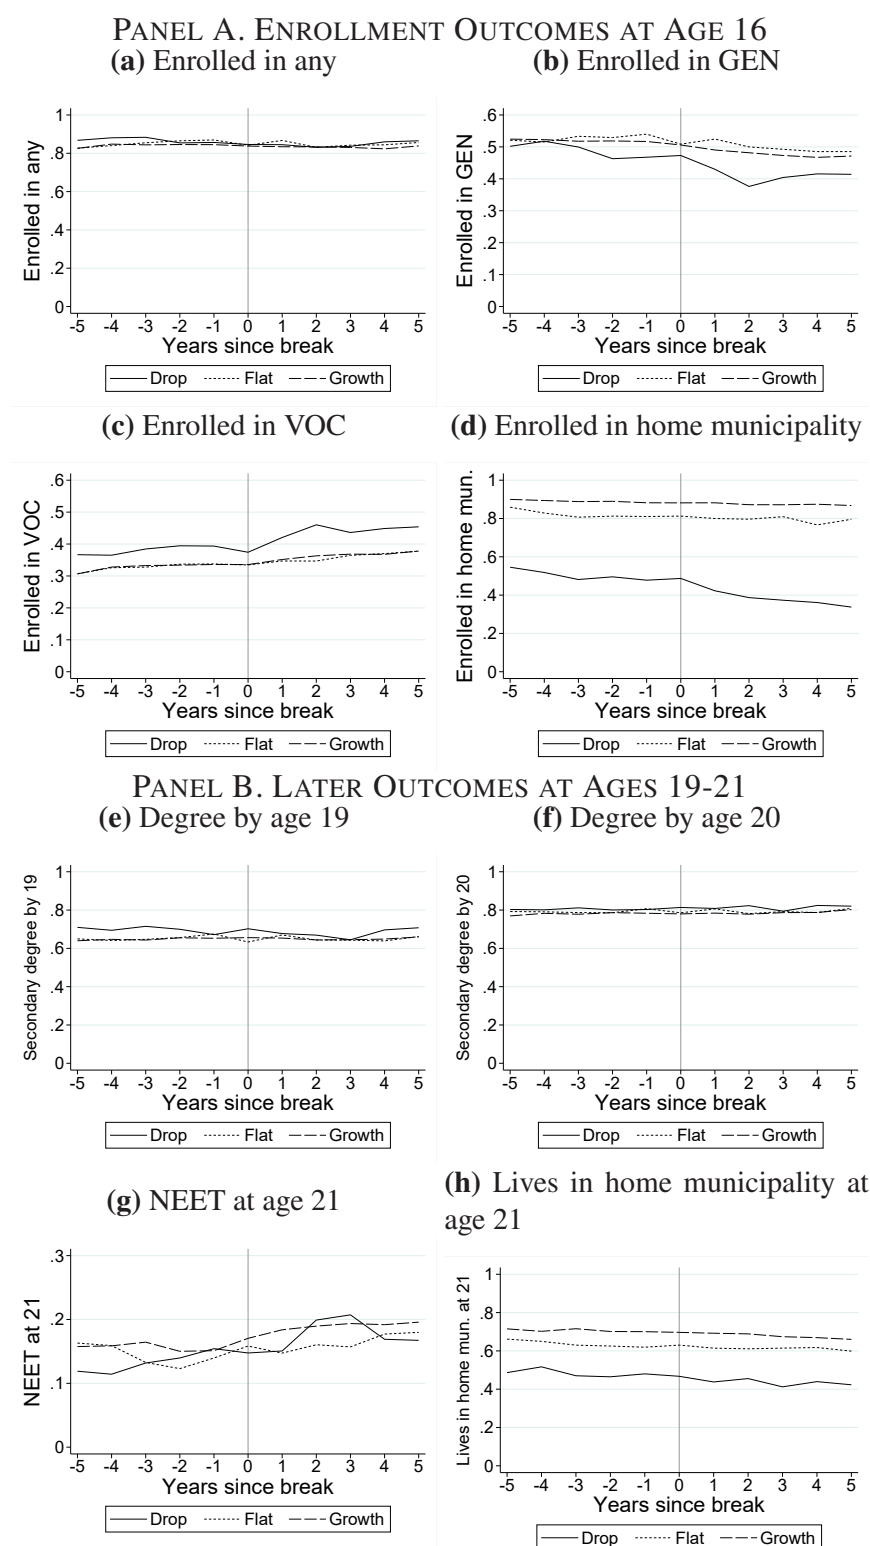 PANEL A. ENROLLMENT OUTCOMES AT AGE 16
(a) Enrolled in any
(b) Enrolled in GEN
Enrolled in any
1
.8
.6
.4
.2
0
-5 -4 -3 -2 -1 0 1 2 3 4 5
Years since break
Drop Flat Growth
Enrolled in GEN
.6
.5
.4
.3
.2
.1
0
-5 -4 -3 -2 -1 0 1 2 3 4 5
Years since break
Drop Flat Growth
(c) Enrolled in VOC
(d) Enrolled in home municipality
Enrolled in VOC
.6
.5
.4
.3
.2
.1
0
-5 -4 -3 -2 -1 0 1 2 3 4 5
Years since break
Drop Flat Growth
Enrolled in home mun.
1
.8
.6
.4
.2
0
-5 -4 -3 -2 -1 0 1 2 3 4 5
Years since break
Drop Flat Growth
PANEL B. LATER OUTCOMES AT AGES 19-21
(e) Degree by age 19
(f) Degree by age 20
Secondary degree by 19
1
.8
.6
.4
.2
0
-5 -4 -3 -2 -1 0 1 2 3 4 5
Years since break
Drop Flat Growth
Secondary degree by 20
1
.8
.6
.4
.2
0
-5 -4 -3 -2 -1 0 1 2 3 4 5
Years since break
Drop Flat Growth
(g) NEET at age 21
(h) Lives in home municipality at
age 21
NEET at 21
.3
.2
.1
0
-5 -4 -3 -2 -1 0 1 2 3 4 5
Years since break
Drop Flat Growth
Lives in home mun. at 21
1
.8
.6
.4
.2
0
-5 -4 -3 -2 -1 0 1 2 3 4 5
Years since break
Drop Flat Growth